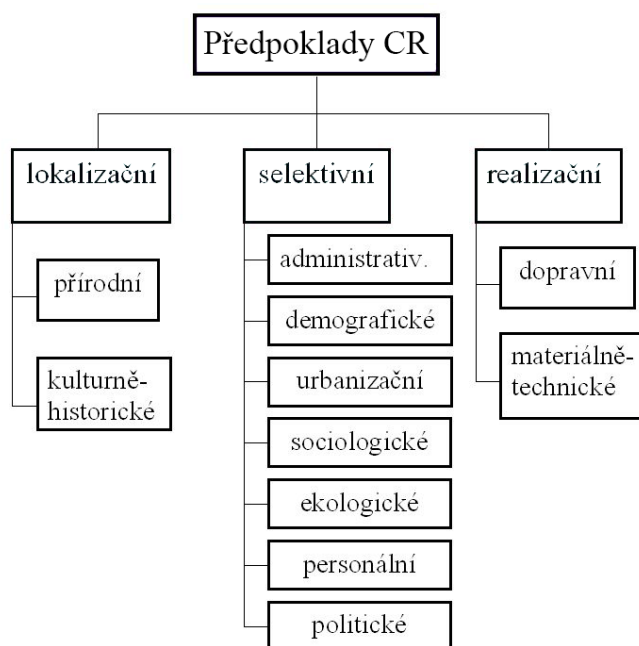 Předpoklady CR
lokalizační
přírodní
kulturně-
historické
selektivní
administrativ.
demografické
urbanizační
sociologické
ekologické
personální
politické
realizační
dopravní
materiálně-
technické